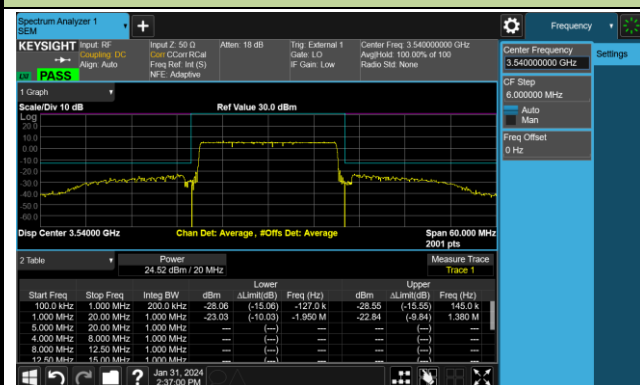 Spectrum Analyzer 1
SEM
Frequency
KEYSIGHT
Input: RF
Coupling: DC
Align: Auto
Input Z: 50 Ω
Corr CCorr RCal
Freq Ref: Int (S)
NFE: Adaptive
Atten: 18 dB
Trig: External 1
Gate: LO
IF Gain: Low
Center Freq: 3.540000000 GHz
Avg|Hold: 100.00% of 100
Radio Std: None
PASS
Center Frequency
3.540000000 GHz
Settings
CF Step
6.000000 MHz
Auto
Man
Freq Offset
0 Hz
1 Graph
Scale/Div 10 dB
Ref Value 30.0 dBm
Log
20.0
10.0
0.00
-10.0
-20.0
-30.0
-40.0
-50.0
-60.0
Disp Center 3.54000 GHz
Chan Det: Average, #Offs Det: Average
Span 60.000 MHz
2001 pts
2 Table
Power
24.52 dBm / 20 MHz
Measure Trace
Trace 1
Lower Upper
Start Freq Stop Freq Integ BW dBm ΔLimit(dB) Freq (Hz) dBm ΔLimit(dB) Freq (Hz)
100.0 kHz 1.000 MHz 200.0 kHz -28.06 (-15.06) -127.0 k -28.55 (-15.55) 145.0 k
1.000 MHz 20.00 MHz 1.000 MHz -23.03 (-10.03) -1.950 M -22.84 (-9.84) 1.380 M
5.000 MHz 20.00 MHz 1.000 MHz --- (---) --- (---) ---
4.000 MHz 8.000 MHz 1.000 MHz --- (---) --- (---) ---
8.000 MHz 12.50 MHz 1.000 MHz --- (---) --- (---) ---
12.50 MHz 15.00 MHz 1.000 MHz --- (---) --- (---) ---
Jan 31, 2024
2:37:00 PM